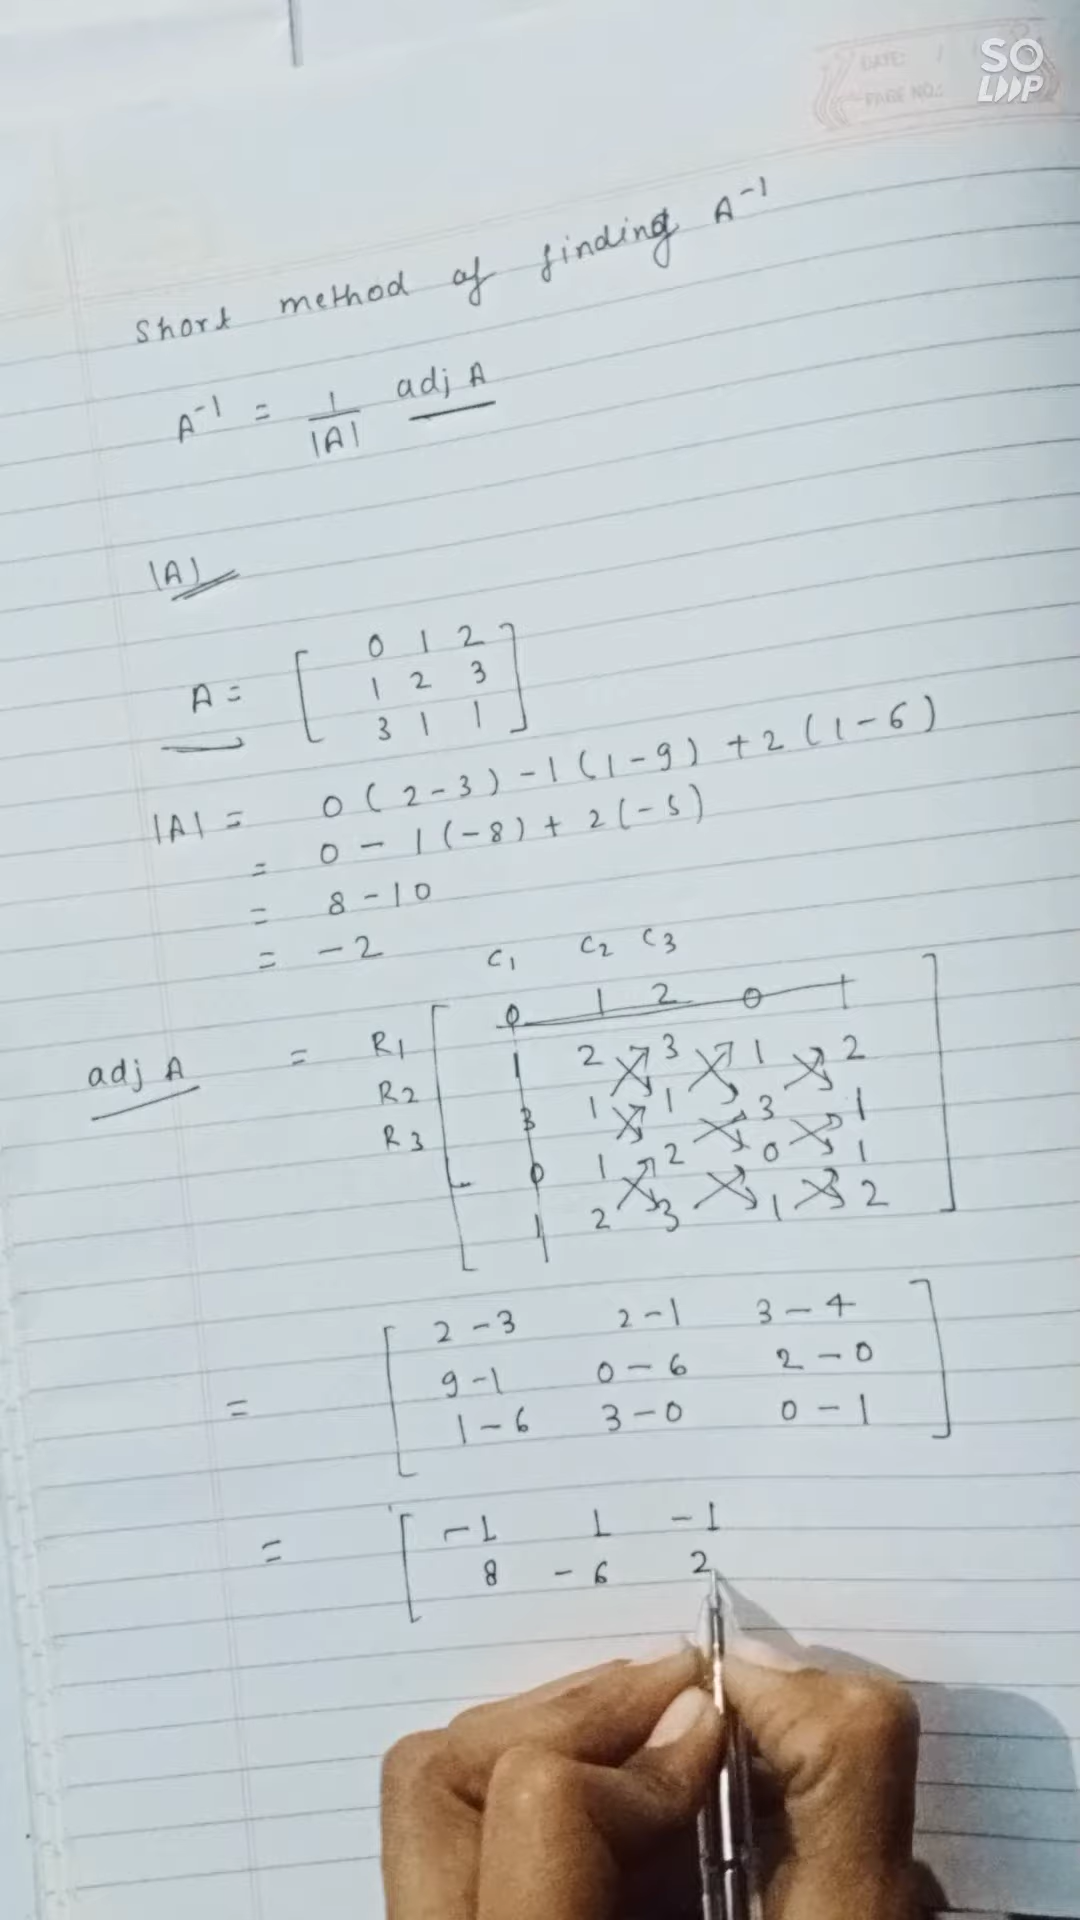 DATE: /
PAGE NO.:
SO
LOOP
Short method of finding A⁻¹
A⁻¹ = 1/|A| adj A
|A|
A = [ 0 1 2
1 2 3
3 1 1 ]
|A| = 0 ( 2 - 3 ) - 1 ( 1 - 9 ) + 2 ( 1 - 6 )
= 0 - 1 ( - 8 ) + 2 ( - 5 )
= 8 - 10
= - 2
C1 C2 C3
adj A = R1 [ 0 1 2 0 1
R2 1 2 3 1 2
R3 3 1 1 3 1
0 1 2 0 1
1 2 3 1 2 ]
= [ 2 - 3 2 - 1 3 - 4
9 - 1 0 - 6 2 - 0
1 - 6 3 - 0 0 - 1 ]
= [ - 1 1 - 1
8 - 6 2